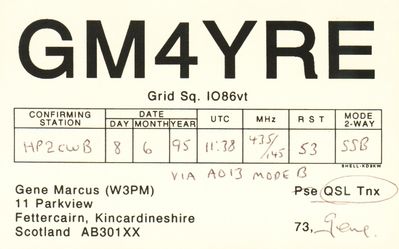 GM4YRE
Grid Sq. IO86vt
CONFIRMING STATION DATE DAY MONTH YEAR UTC MHz R S T MODE 2-WAY
HP2CWB 8 6 95 11:38 435/145 53 SSB
SHELL-KD8KW
VIA AO13 MODE B
Gene Marcus (W3PM) Pse QSL Tnx
11 Parkview
Fettercairn, Kincardineshire
Scotland AB301XX 73, Gene